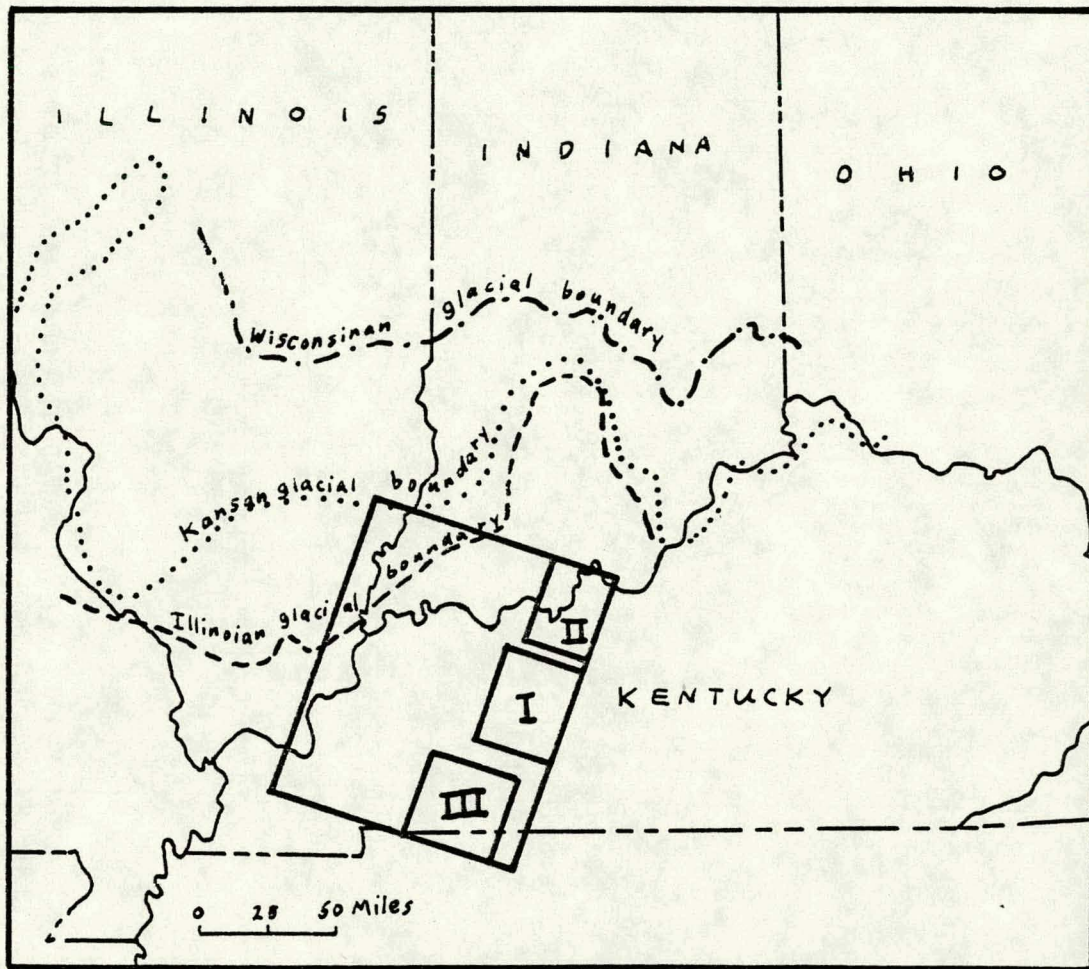 ILLINOIS
INDIANA
OHIO
Wisconsinan glacial boundary
Kansan glacial boundary
Illinoian glacial boundary
II
I
KENTUCKY
III
0 25 50 Miles